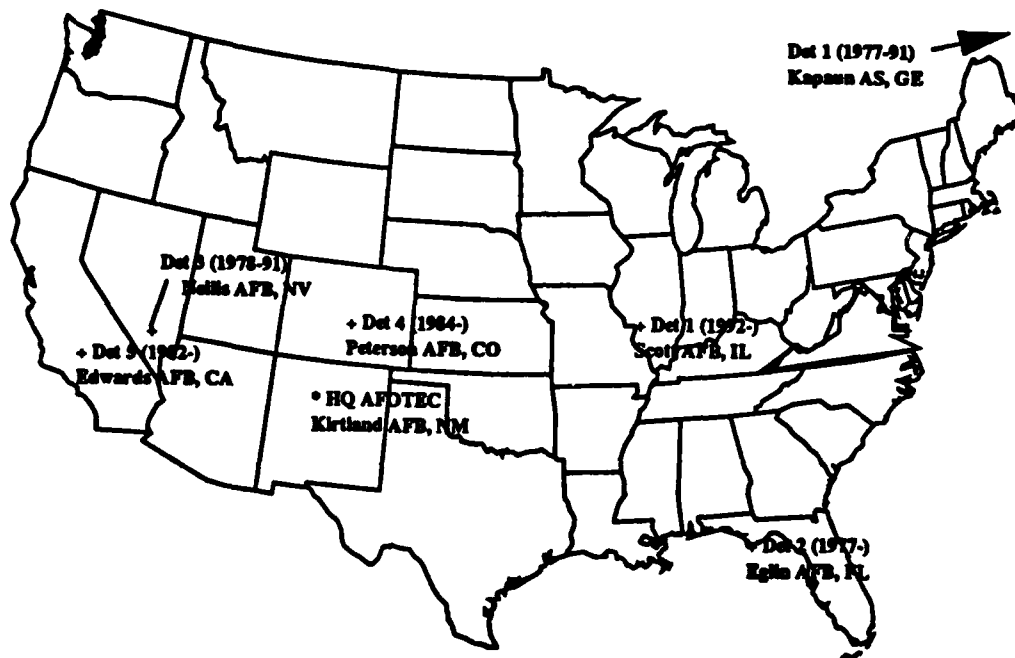 Det 1 (1977-91)
Kapaun AS, GE
Det 3 (1978-91)
Nellis AFB, NV
+ Det 4 (1984-)
Peterson AFB, CO
+ Det 1 (1992-)
Scott AFB, IL
+ Det 5 (1982-)
Edwards AFB, CA
* HQ AFOTEC
Kirtland AFB, NM
+ Det 2 (1977-)
Eglin AFB, FL